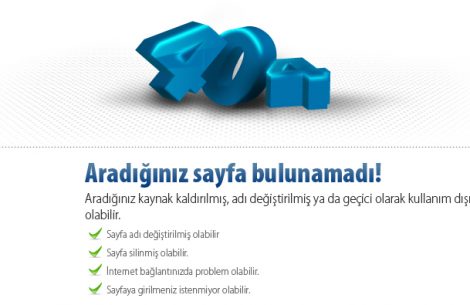 404
Aradığınız sayfa bulunamadı!
Aradığınız kaynak kaldırılmış, adı değiştirilmiş ya da geçici olarak kullanım dışı
olabilir.
Sayfa adı değiştirilmiş olabilir
Sayfa silinmiş olabilir.
İnternet bağlantınızda problem olabilir.
Sayfaya girilmeniz istenmiyor olabilir.